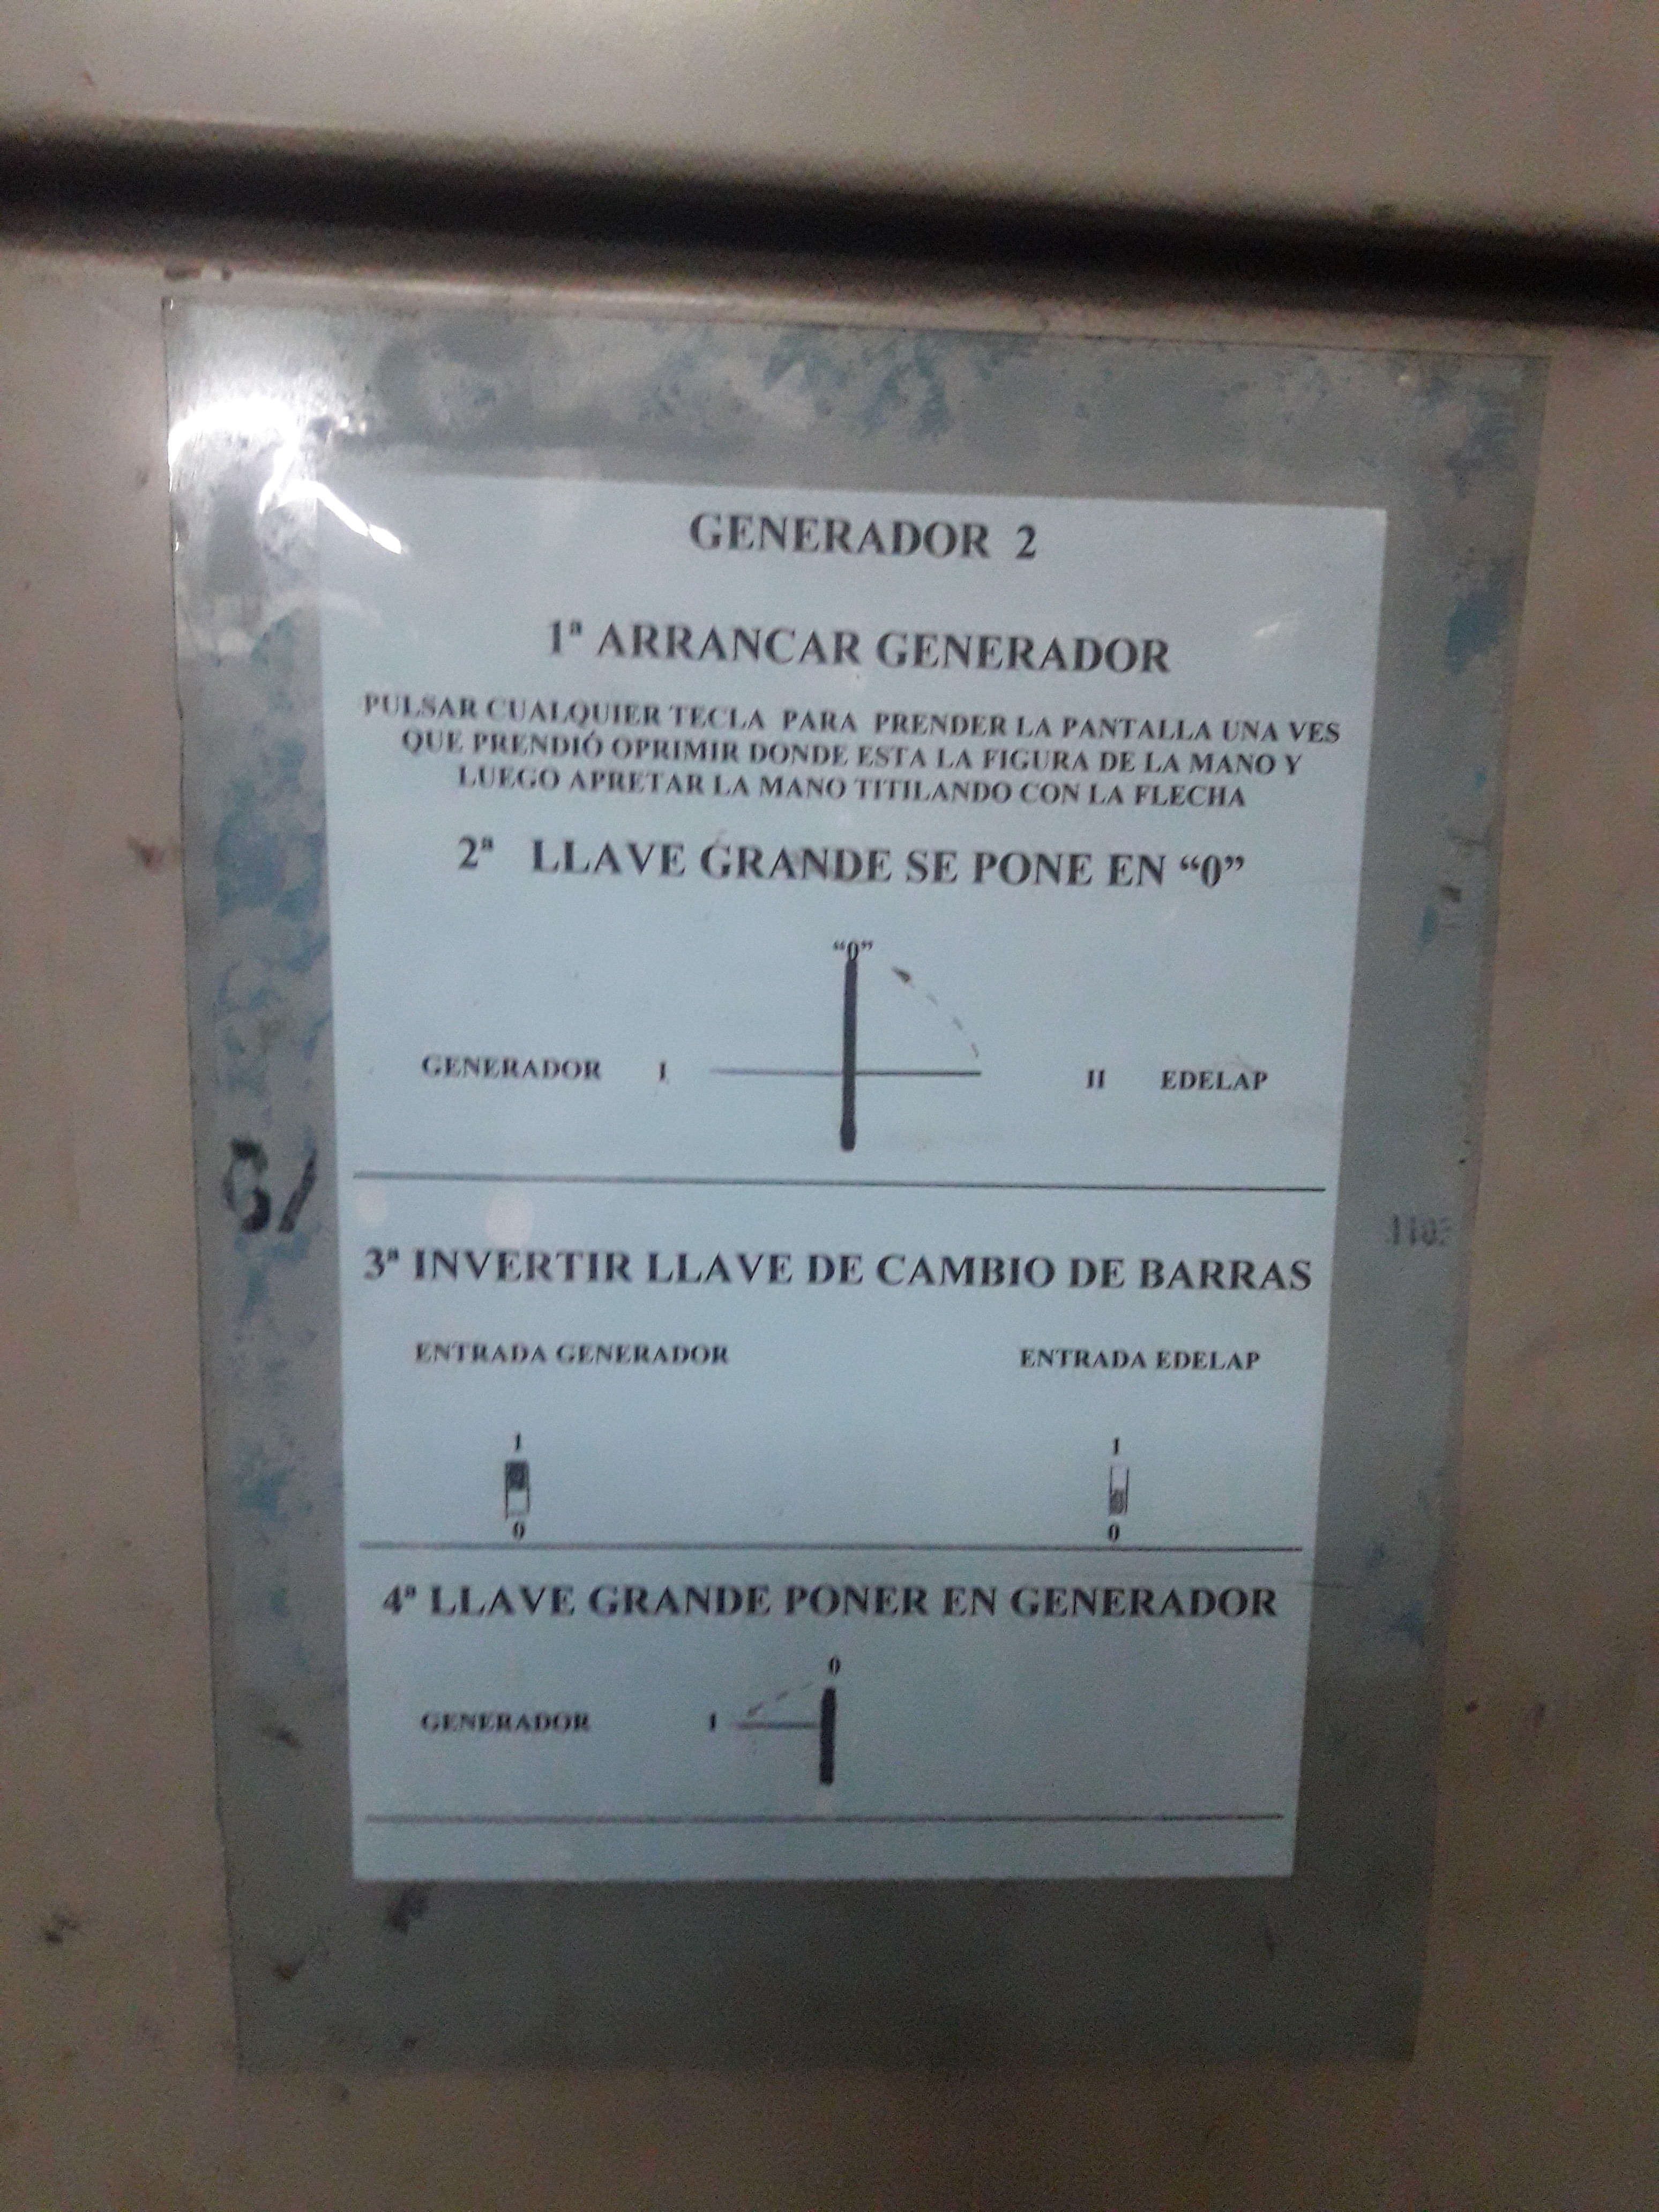 GENERADOR 2
1ª ARRANCAR GENERADOR
PULSAR CUALQUIER TECLA PARA PRENDER LA PANTALLA UNA VES
QUE PRENDIÓ OPRIMIR DONDE ESTA LA FIGURA DE LA MANO Y
LUEGO APRETAR LA MANO TITILANDO CON LA FLECHA
2ª LLAVE GRANDE SE PONE EN “0”
“0”
GENERADOR I II EDELAP
3ª INVERTIR LLAVE DE CAMBIO DE BARRAS
ENTRADA GENERADOR ENTRADA EDELAP
1 1
0 0
4ª LLAVE GRANDE PONER EN GENERADOR
0
GENERADOR I